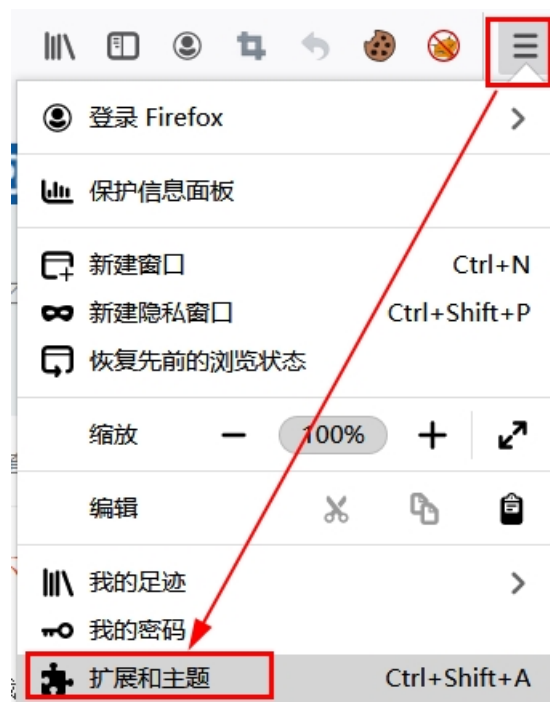 登录 Firefox
保护信息面板
新建窗口 Ctrl+N
新建隐私窗口 Ctrl+Shift+P
恢复先前的浏览状态
缩放 100%
编辑
我的足迹
我的密码
扩展和主题 Ctrl+Shift+A